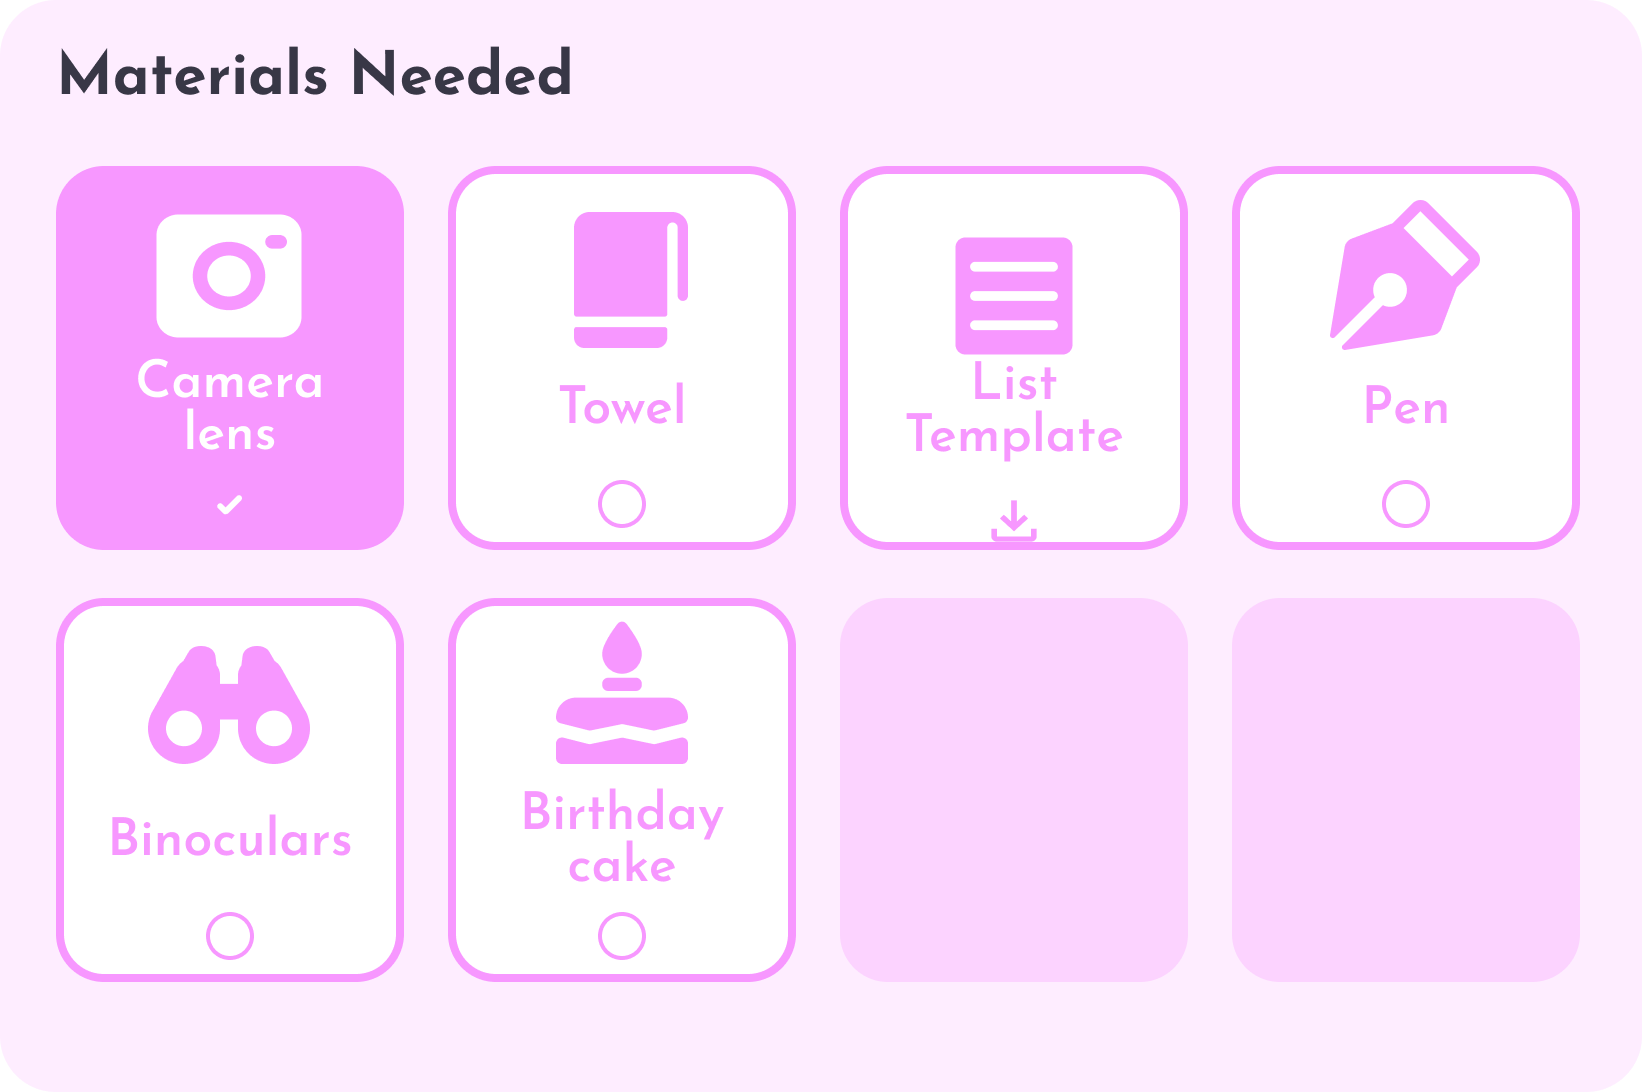 Materials Needed
Camera
lens
Towel
List
Template
Pen
Binoculars
Birthday
cake